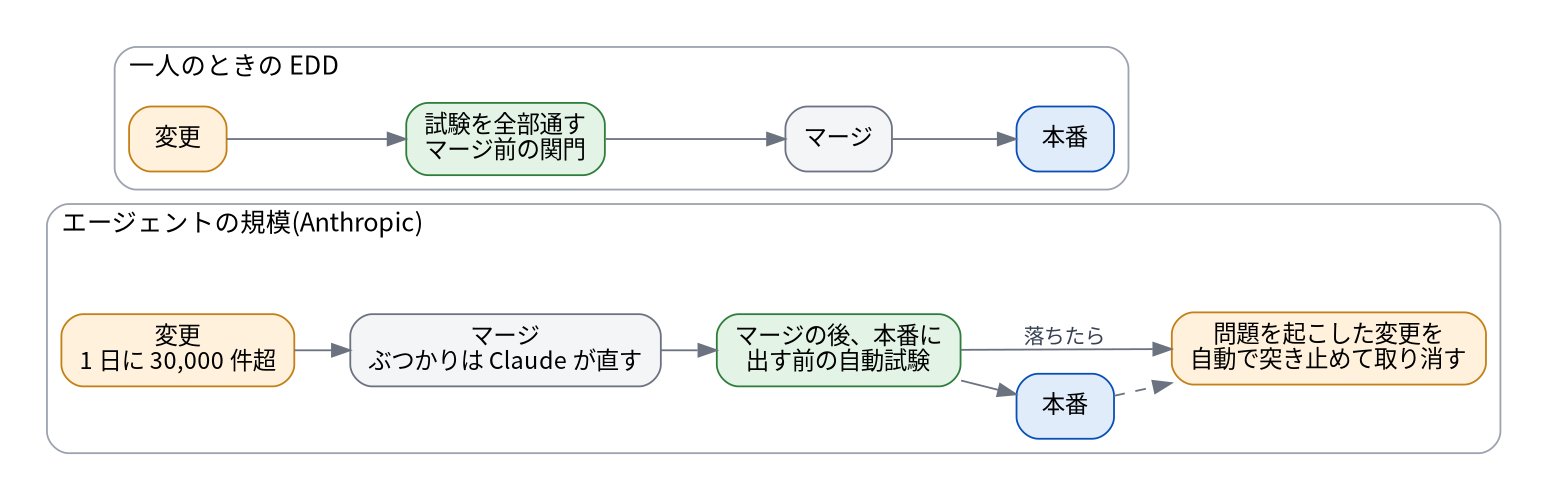 一人のときの EDD
変更
試験を全部通す
マージ前の関門
マージ
本番
エージェントの規模(Anthropic)
変更
1 日に 30,000 件超
マージ
ぶつかりは Claude が直す
マージの後、本番に
出す前の自動試験
落ちたら
問題を起こした変更を
自動で突き止めて取り消す
本番